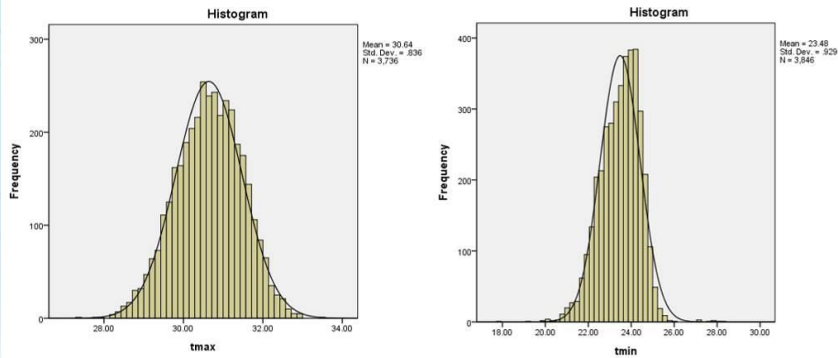 Histogram
Mean = 30.64
Std. Dev. = .836
N = 3,736
300
200
100
0
Frequency
28.00 30.00 32.00 34.00
tmax
Histogram
Mean = 23.48
Std. Dev. = .929
N = 3,846
400
300
200
100
0
Frequency
18.00 20.00 22.00 24.00 26.00 28.00 30.00
tmin